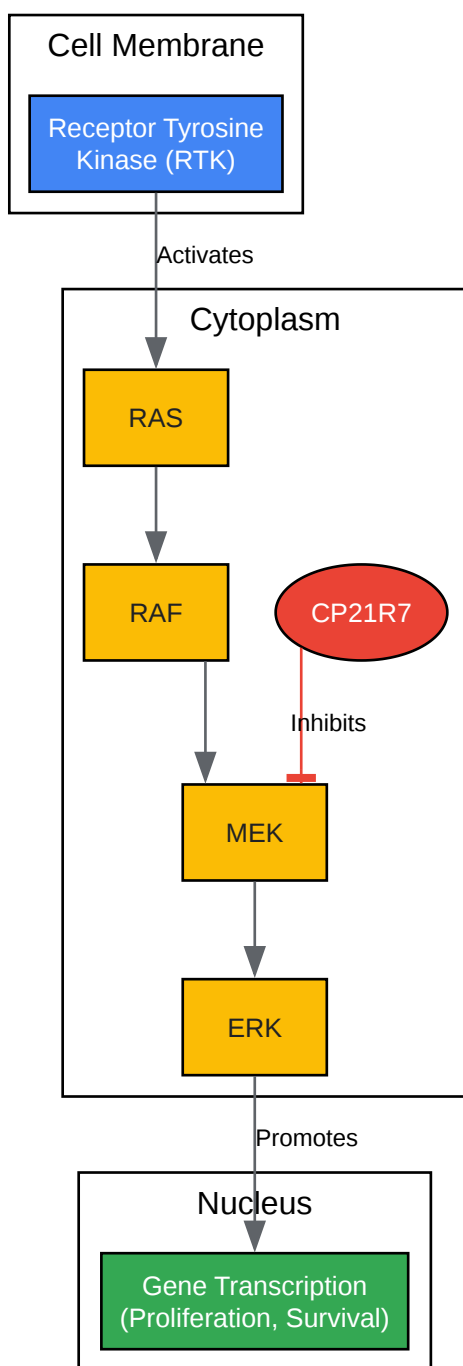 Cell Membrane
Receptor Tyrosine
Kinase (RTK)
Activates
Cytoplasm
RAS
RAF
CP21R7
Inhibits
MEK
ERK
Promotes
Nucleus
Gene Transcription
(Proliferation, Survival)